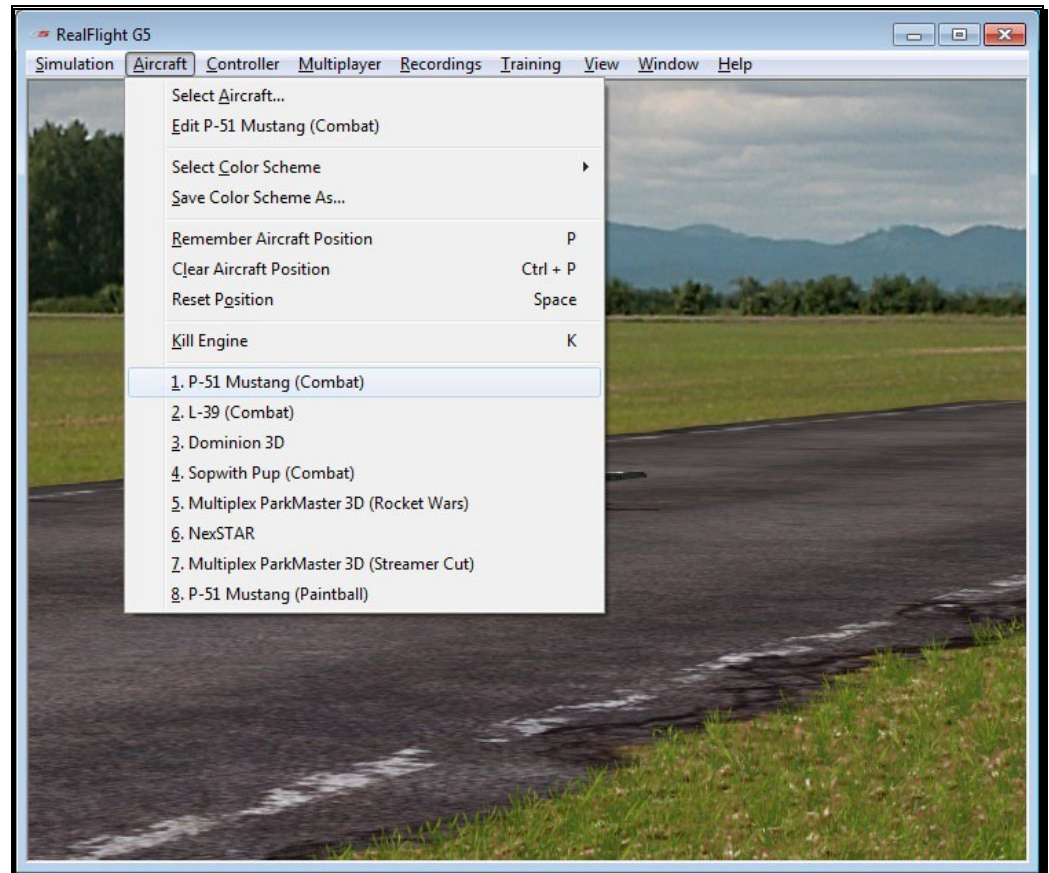 RealFlight G5
Simulation Aircraft Controller Multiplayer Recordings Training View Window Help
Select Aircraft...
Edit P-51 Mustang (Combat)
Select Color Scheme
Save Color Scheme As...
Remember Aircraft Position P
Clear Aircraft Position Ctrl + P
Reset Position Space
Kill Engine K
1. P-51 Mustang (Combat)
2. L-39 (Combat)
3. Dominion 3D
4. Sopwith Pup (Combat)
5. Multiplex ParkMaster 3D (Rocket Wars)
6. NexSTAR
7. Multiplex ParkMaster 3D (Streamer Cut)
8. P-51 Mustang (Paintball)